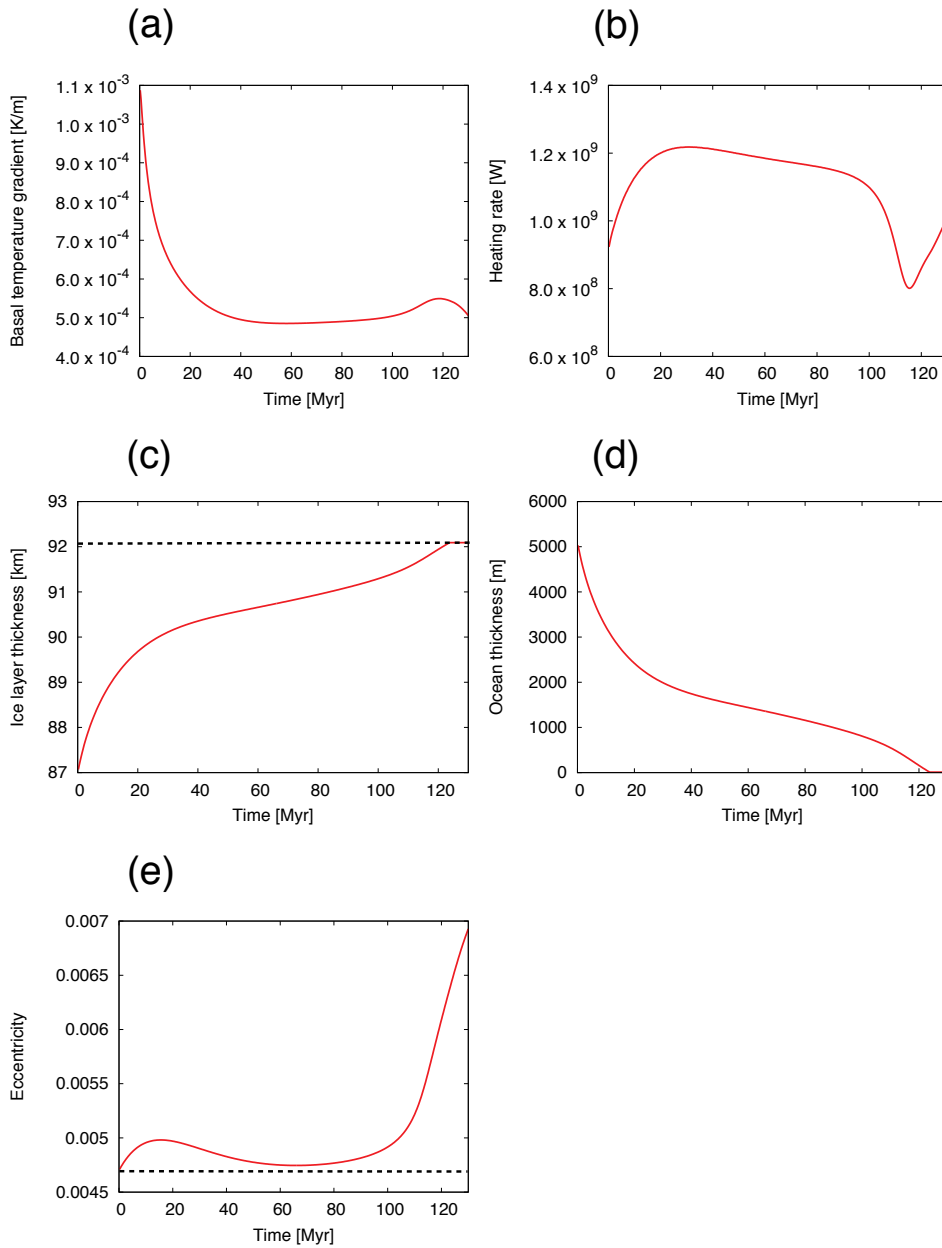 (a)
Basal temperature gradient [K/m]
1.1 x 10⁻³
1.0 x 10⁻³
9.0 x 10⁻⁴
8.0 x 10⁻⁴
7.0 x 10⁻⁴
6.0 x 10⁻⁴
5.0 x 10⁻⁴
4.0 x 10⁻⁴
0 20 40 60 80 100 120
Time [Myr]
(b)
Heating rate [W]
1.4 x 10⁹
1.2 x 10⁹
1.0 x 10⁹
8.0 x 10⁸
6.0 x 10⁸
0 20 40 60 80 100 120
Time [Myr]
(c)
Ice layer thickness [km]
93
92
91
90
89
88
87
0 20 40 60 80 100 120
Time [Myr]
(d)
Ocean thickness [m]
6000
5000
4000
3000
2000
1000
0
0 20 40 60 80 100 120
Time [Myr]
(e)
Eccentricity
0.007
0.0065
0.006
0.0055
0.005
0.0045
0 20 40 60 80 100 120
Time [Myr]